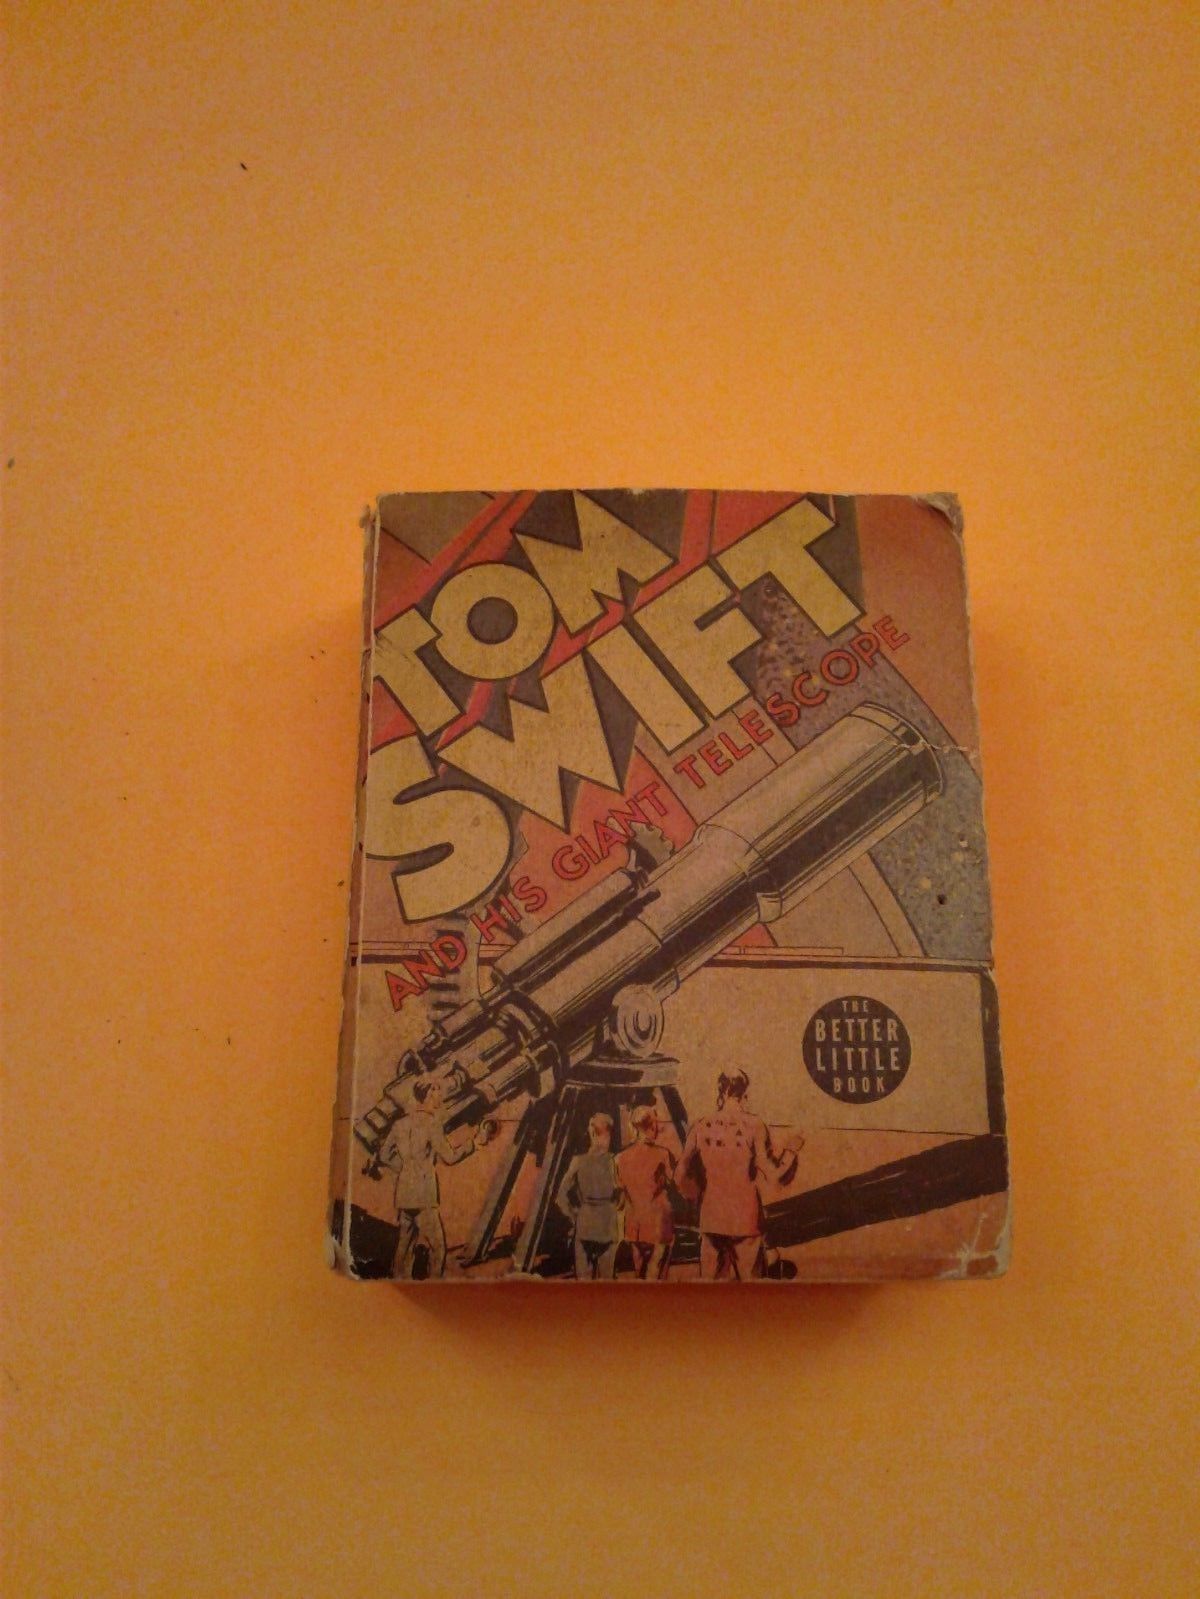 TOM
SWIFT
AND HIS GIANT TELESCOPE
THE
BETTER
LITTLE
BOOK